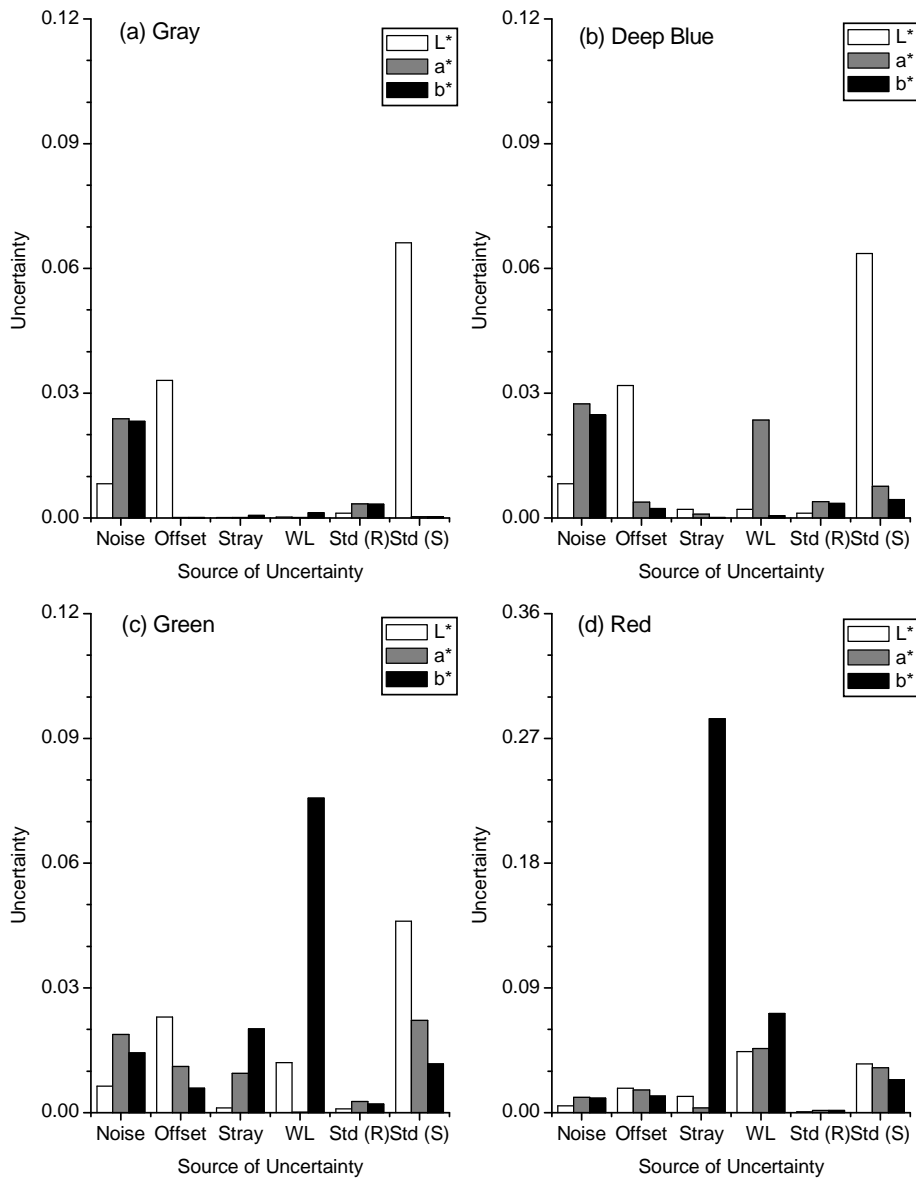 (a) Gray
L*
a*
b*
0.12
0.09
0.06
0.03
0.00
Uncertainty
Noise Offset Stray WL Std (R) Std (S)
Source of Uncertainty
(b) Deep Blue
L*
a*
b*
0.12
0.09
0.06
0.03
0.00
Uncertainty
Noise Offset Stray WL Std (R) Std (S)
Source of Uncertainty
(c) Green
L*
a*
b*
0.12
0.09
0.06
0.03
0.00
Uncertainty
Noise Offset Stray WL Std (R) Std (S)
Source of Uncertainty
(d) Red
L*
a*
b*
0.36
0.27
0.18
0.09
0.00
Uncertainty
Noise Offset Stray WL Std (R) Std (S)
Source of Uncertainty